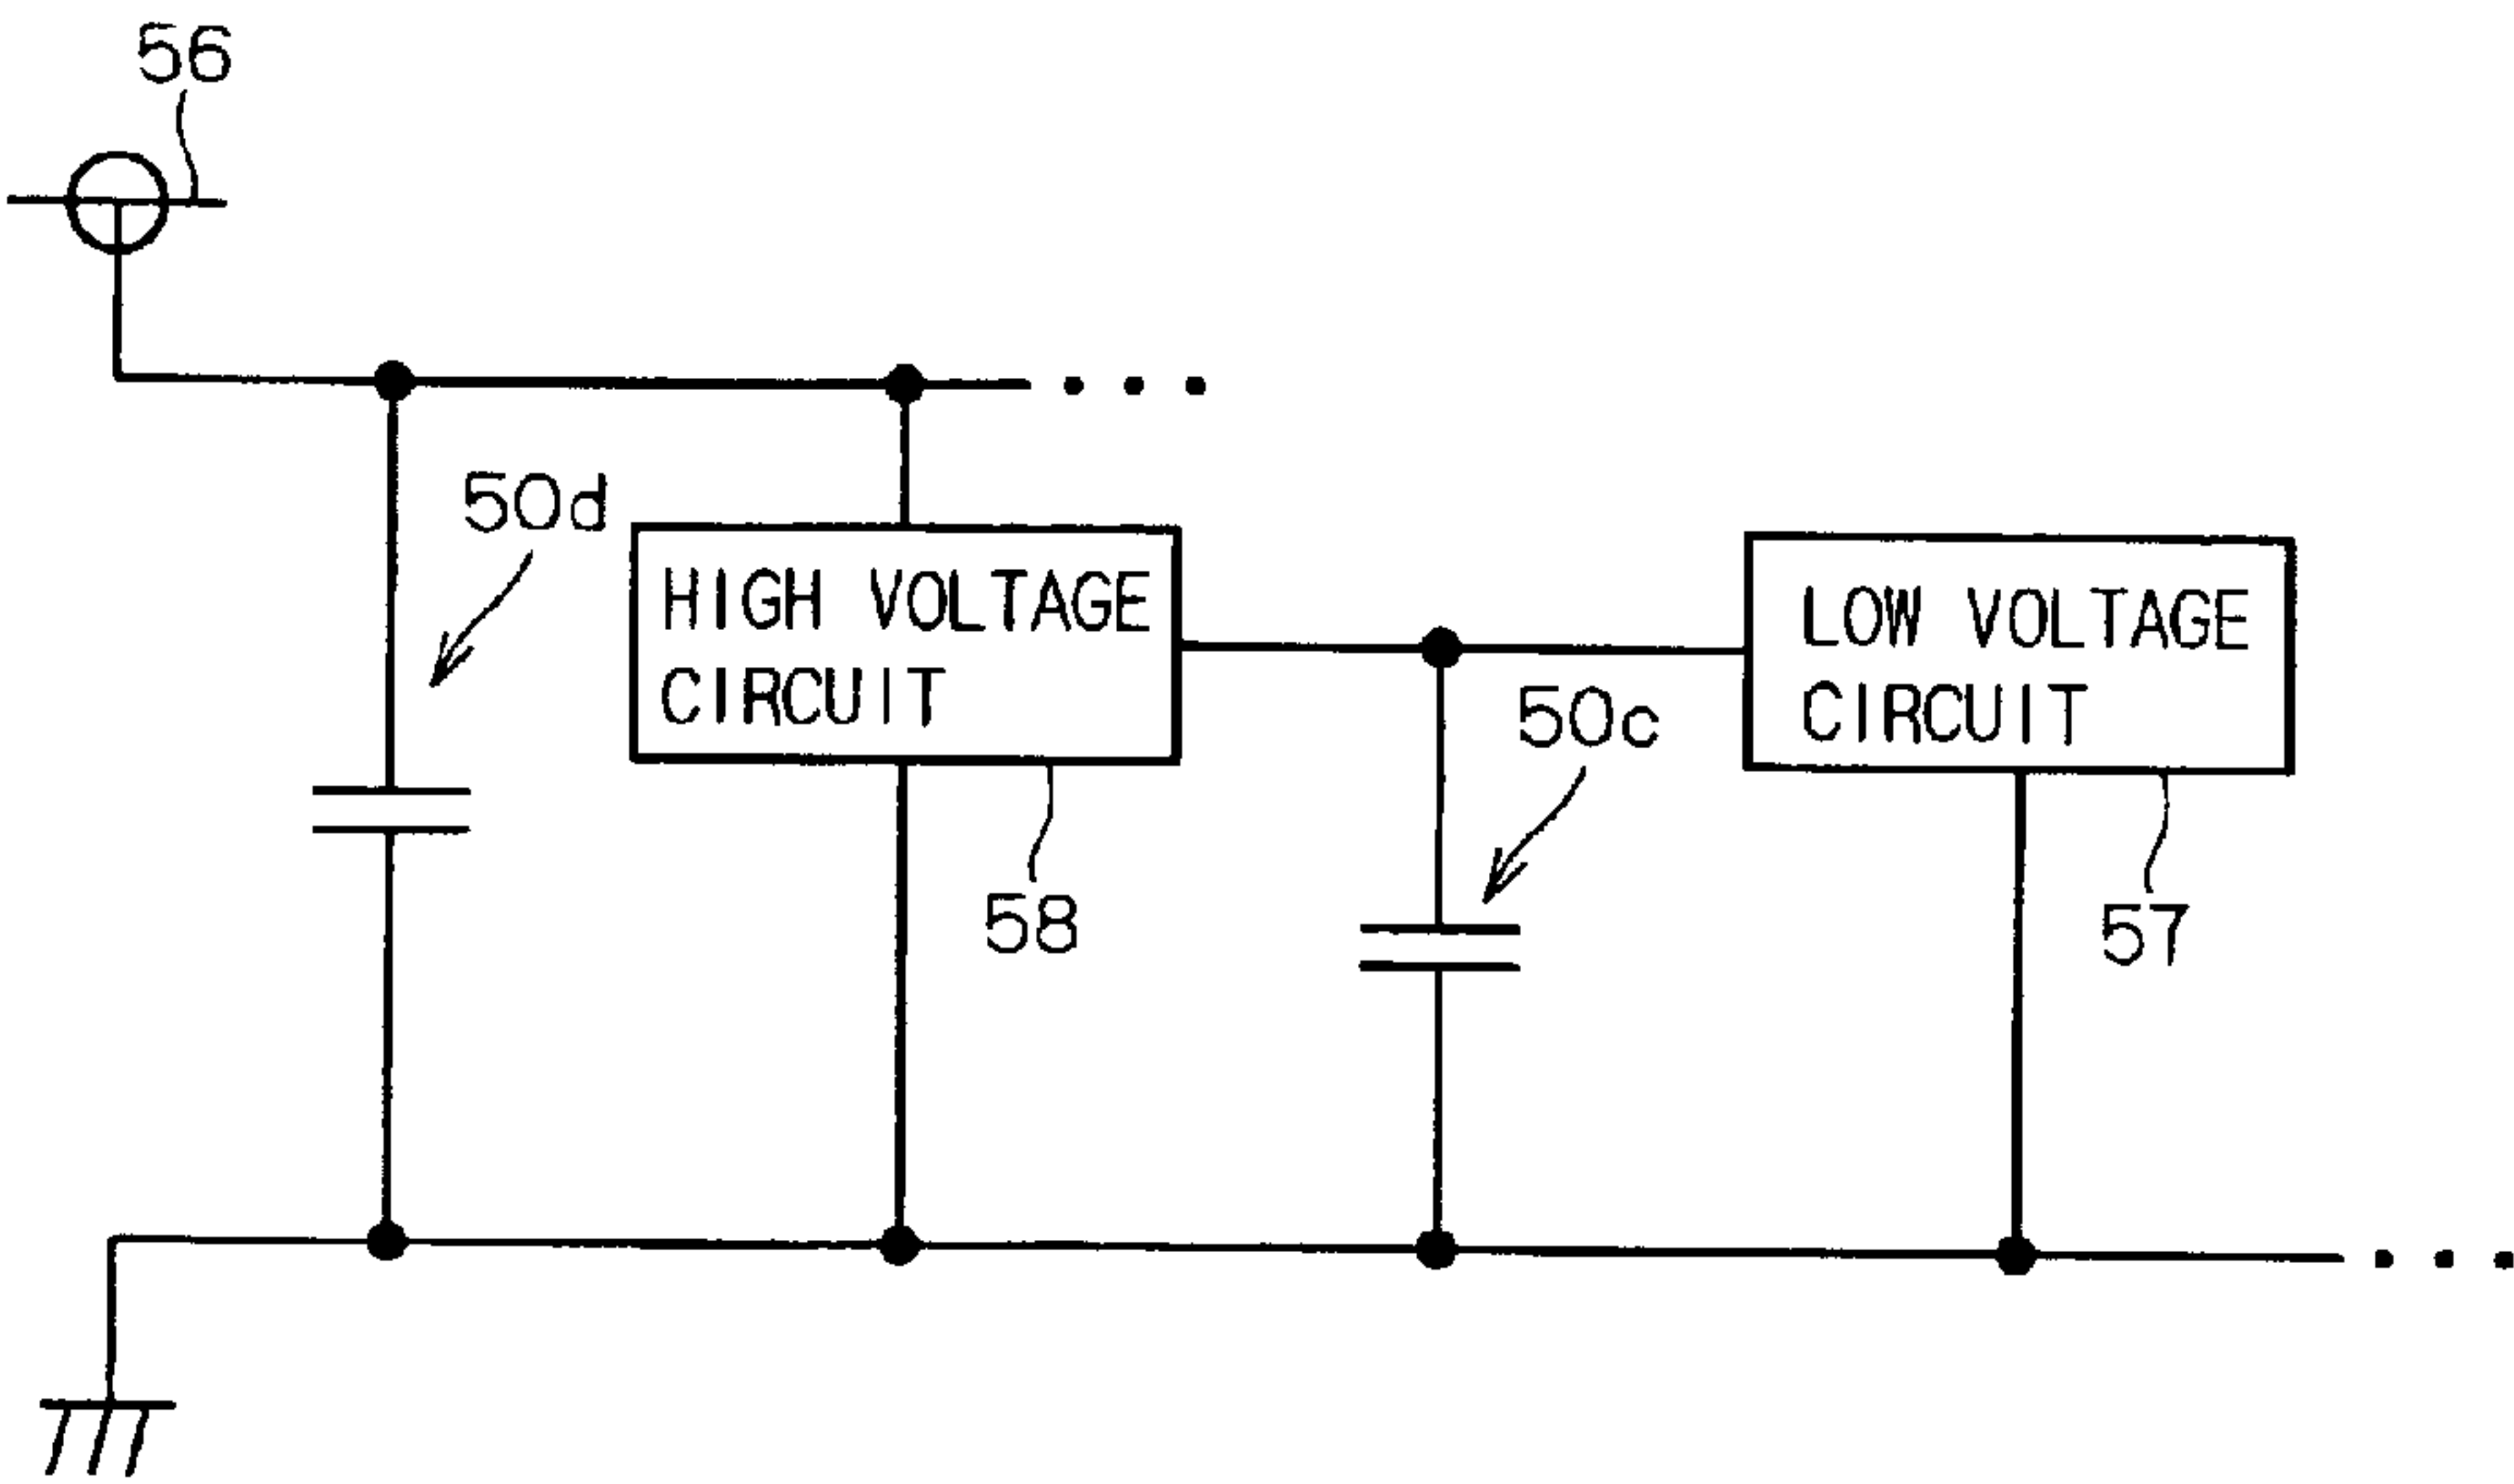 56
50d
HIGH VOLTAGE
CIRCUIT
LOW VOLTAGE
CIRCUIT
50c
58
57